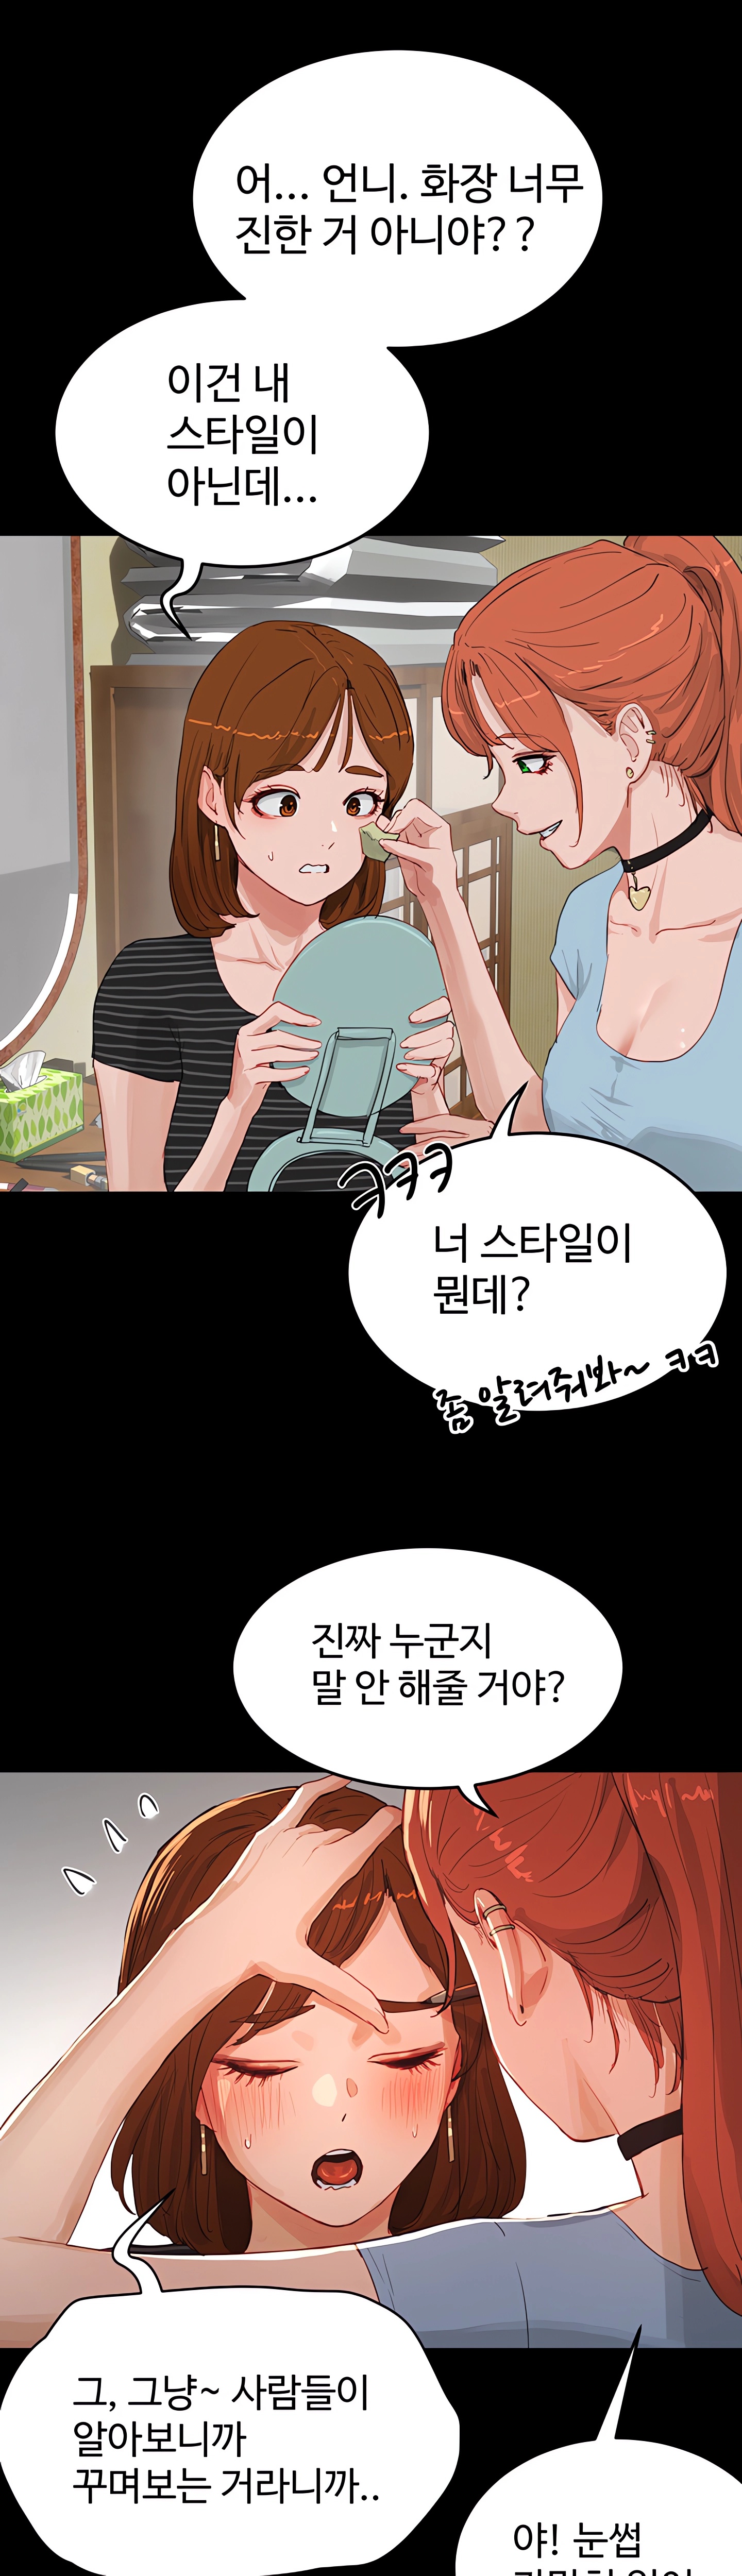 어... 언니. 화장 너무
진한 거 아니야??
이건 내
스타일이
아닌데...
ㅋㅋㅋ
너 스타일이
뭔데?
좀 알려줘봐~ ㅋㅋ
진짜 누군지
말 안 해줄 거야?
그, 그냥~ 사람들이
알아보니까
꾸며보는 거라니까..
야! 눈썹